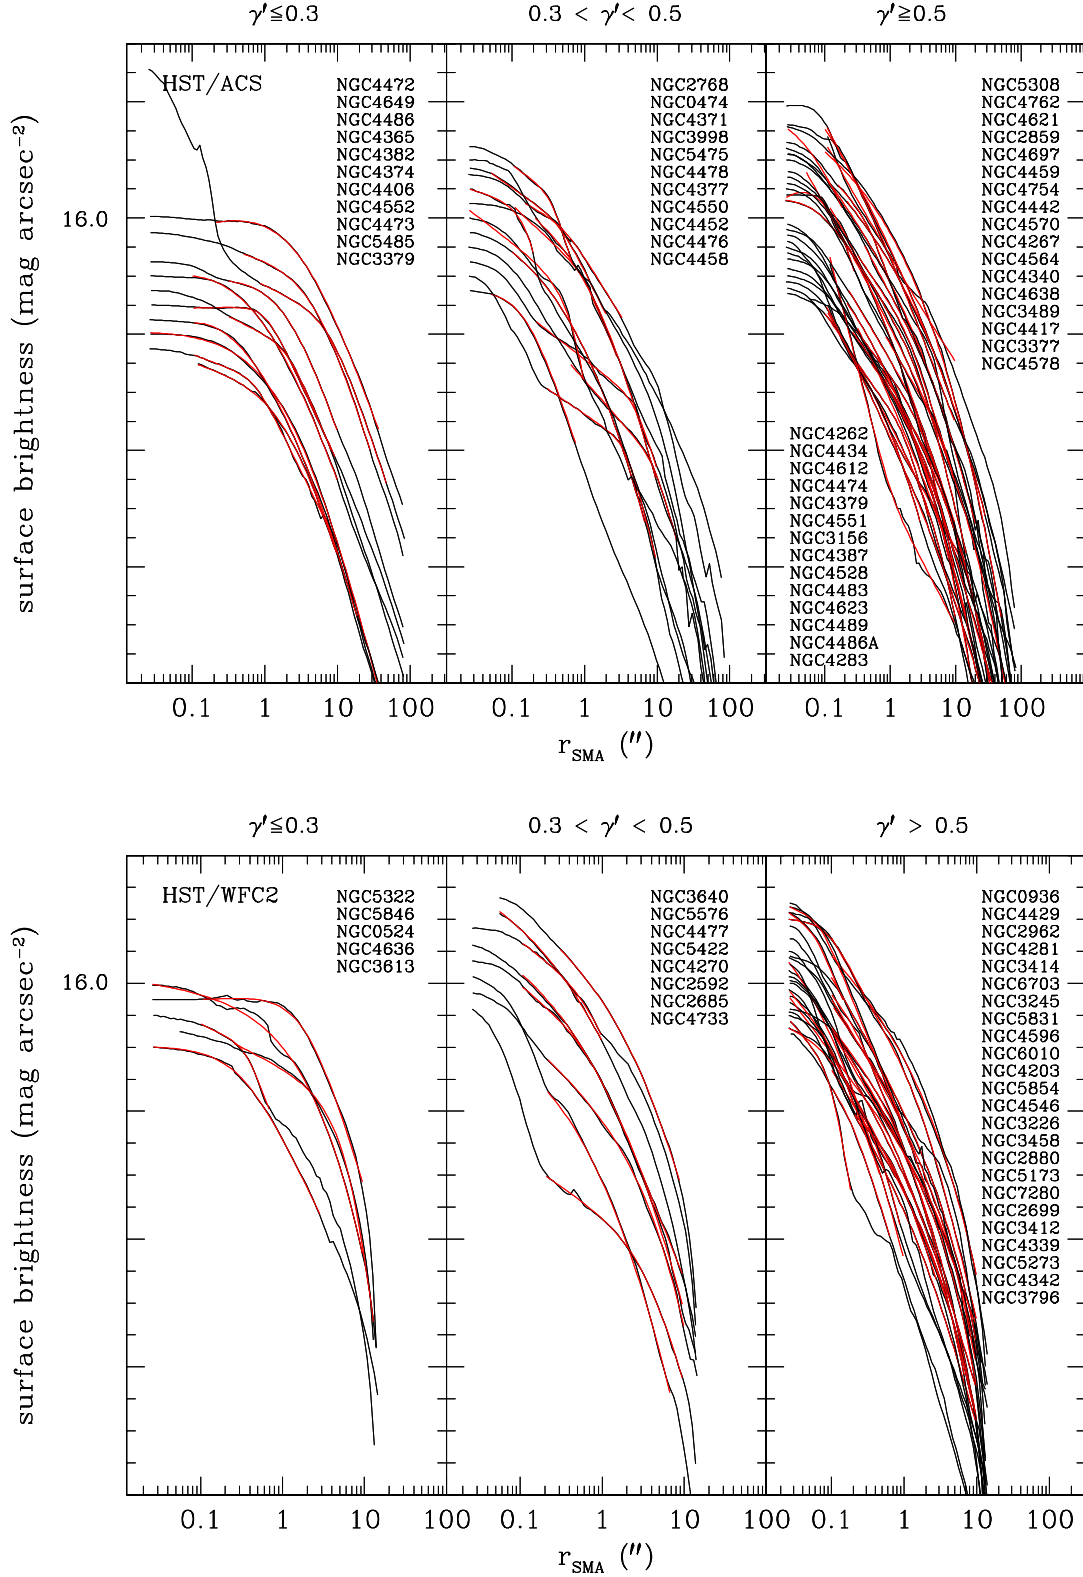 γ′≦0.3
0.3 < γ′< 0.5
γ′≧0.5
HST/ACS
NGC4472
NGC4649
NGC4486
NGC4365
NGC4382
NGC4374
NGC4406
NGC4552
NGC4473
NGC5485
NGC3379
NGC2768
NGC0474
NGC4371
NGC3998
NGC5475
NGC4478
NGC4377
NGC4550
NGC4452
NGC4476
NGC4458
NGC5308
NGC4762
NGC4621
NGC2859
NGC4697
NGC4459
NGC4754
NGC4442
NGC4570
NGC4267
NGC4564
NGC4340
NGC4638
NGC3489
NGC4417
NGC3377
NGC4578
NGC4262
NGC4434
NGC4612
NGC4474
NGC4379
NGC4551
NGC3156
NGC4387
NGC4528
NGC4483
NGC4623
NGC4489
NGC4486A
NGC4283
16.0
surface brightness (mag arcsec−2)
0.1 1 10 100 0.1 1 10 100 0.1 1 10 100
rSMA (″)
γ′≦0.3
0.3 < γ′ < 0.5
γ′ > 0.5
HST/WFC2
NGC5322
NGC5846
NGC0524
NGC4636
NGC3613
NGC3640
NGC5576
NGC4477
NGC5422
NGC4270
NGC2592
NGC2685
NGC4733
NGC0936
NGC4429
NGC2962
NGC4281
NGC3414
NGC6703
NGC3245
NGC5831
NGC4596
NGC6010
NGC4203
NGC5854
NGC4546
NGC3226
NGC3458
NGC2880
NGC5173
NGC7280
NGC2699
NGC3412
NGC4339
NGC5273
NGC4342
NGC3796
16.0
surface brightness (mag arcsec−2)
0.1 1 10 100 0.1 1 10 100 0.1 1 10 100
rSMA (″)